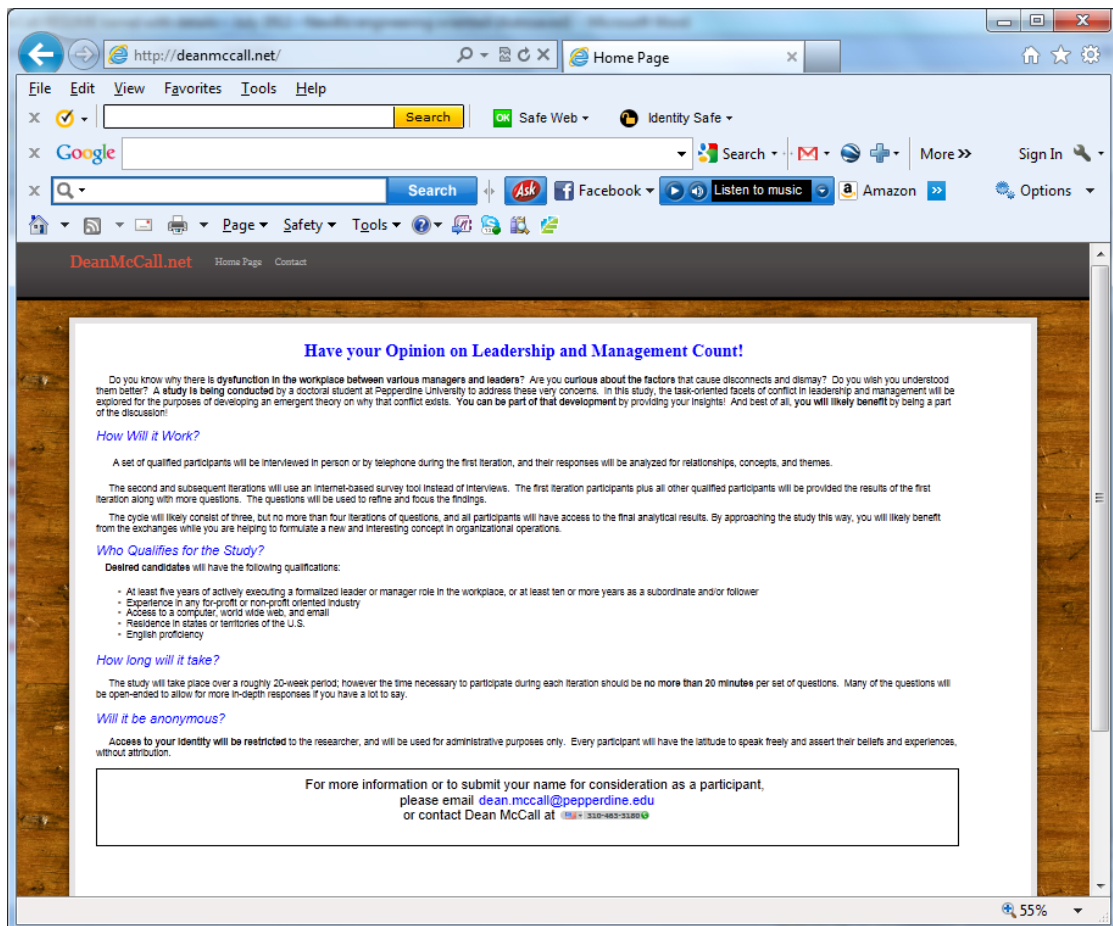 http://deanmccall.net/
Home Page
File Edit View Favorites Tools Help
Search OK Safe Web Identity Safe
Google Search More >> Sign In
Search Ask Facebook Listen to music a. Amazon >> Options
Page Safety Tools
DeanMcCall.net Home Page Contact
Have your Opinion on Leadership and Management Count!
Do you know why there is dysfunction in the workplace between various managers and leaders? Are you curious about the factors that cause disconnects and dismay? Do you wish you understood
them better? A study is being conducted by a doctoral student at Pepperdine University to address these very concerns. In this study, the task-oriented facets of conflict in leadership and management will be
explored for the purposes of developing an emergent theory on why that conflict exists. You can be part of that development by providing your insights! And best of all, you will likely benefit by being a part
of the discussion!
How Will it Work?
A set of qualified participants will be interviewed in person or by telephone during the first iteration, and their responses will be analyzed for relationships, concepts, and themes.
The second and subsequent iterations will use an internet-based survey tool instead of interviews. The first iteration participants plus all other qualified participants will be provided the results of the first
iteration along with more questions. The questions will be used to refine and focus the findings.
The cycle will likely consist of three, but no more than four iterations of questions, and all participants will have access to the final analytical results. By approaching the study this way, you will likely benefit
from the exchanges while you are helping to formulate a new and interesting concept in organizational operations.
Who Qualifies for the Study?
Desired candidates will have the following qualifications:
- At least five years of actively executing a formalized leader or manager role in the workplace, or at least ten or more years as a subordinate and/or follower
- Experience in any for-profit or non-profit oriented industry
- Access to a computer, world wide web, and email
- Residence in states or territories of the U.S.
- English proficiency
How long will it take?
The study will take place over a roughly 20-week period; however the time necessary to participate during each iteration should be no more than 20 minutes per set of questions. Many of the questions will
be open-ended to allow for more in-depth responses if you have a lot to say.
Will it be anonymous?
Access to your identity will be restricted to the researcher, and will be used for administrative purposes only. Every participant will have the latitude to speak freely and assert their beliefs and experiences,
without attribution.
For more information or to submit your name for consideration as a participant,
please email dean.mccall@pepperdine.edu
or contact Dean McCall at 310-463-3180
55%